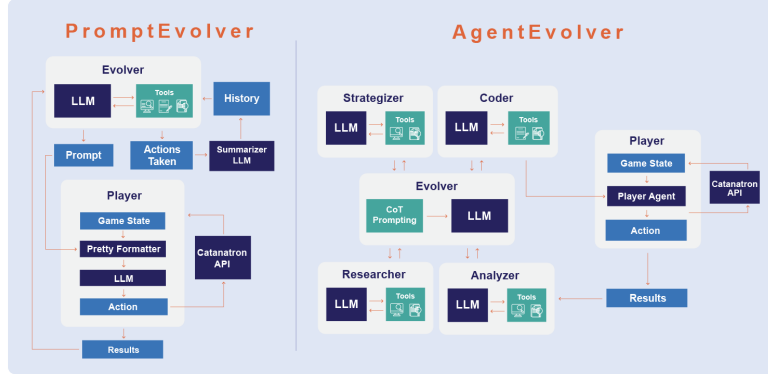 PromptEvolver
Evolver
LLM
Tools
History
Prompt
Actions
Taken
Summarizer
LLM
Player
Game State
Pretty Formatter
LLM
Action
Catanatron
API
Results
AgentEvolver
Strategizer
LLM
Tools
Coder
LLM
Tools
Evolver
CoT
Prompting
LLM
Researcher
LLM
Tools
Analyzer
LLM
Tools
Player
Game State
Player Agent
Action
Catanatron
API
Results